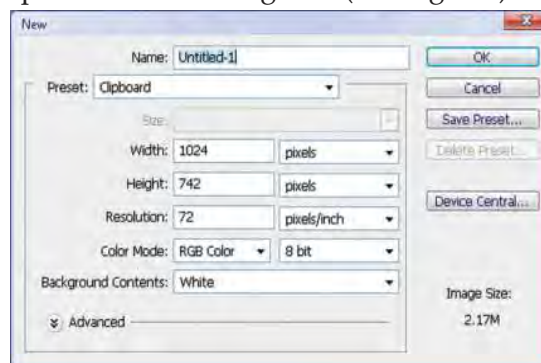 New
Name: Untitled-1
OK
Preset: Clipboard
Cancel
Size:
Save Preset...
Width: 1024 pixels
Delete Preset...
Height: 742 pixels
Device Central...
Resolution: 72 pixels/inch
Color Mode: RGB Color 8 bit
Background Contents: White
Image Size:
Advanced
2.17M